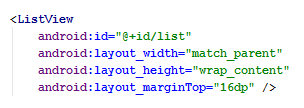 <ListView
android:id="@+id/list"
android:layout_width="match_parent"
android:layout_height="wrap_content"
android:layout_marginTop="16dp" />